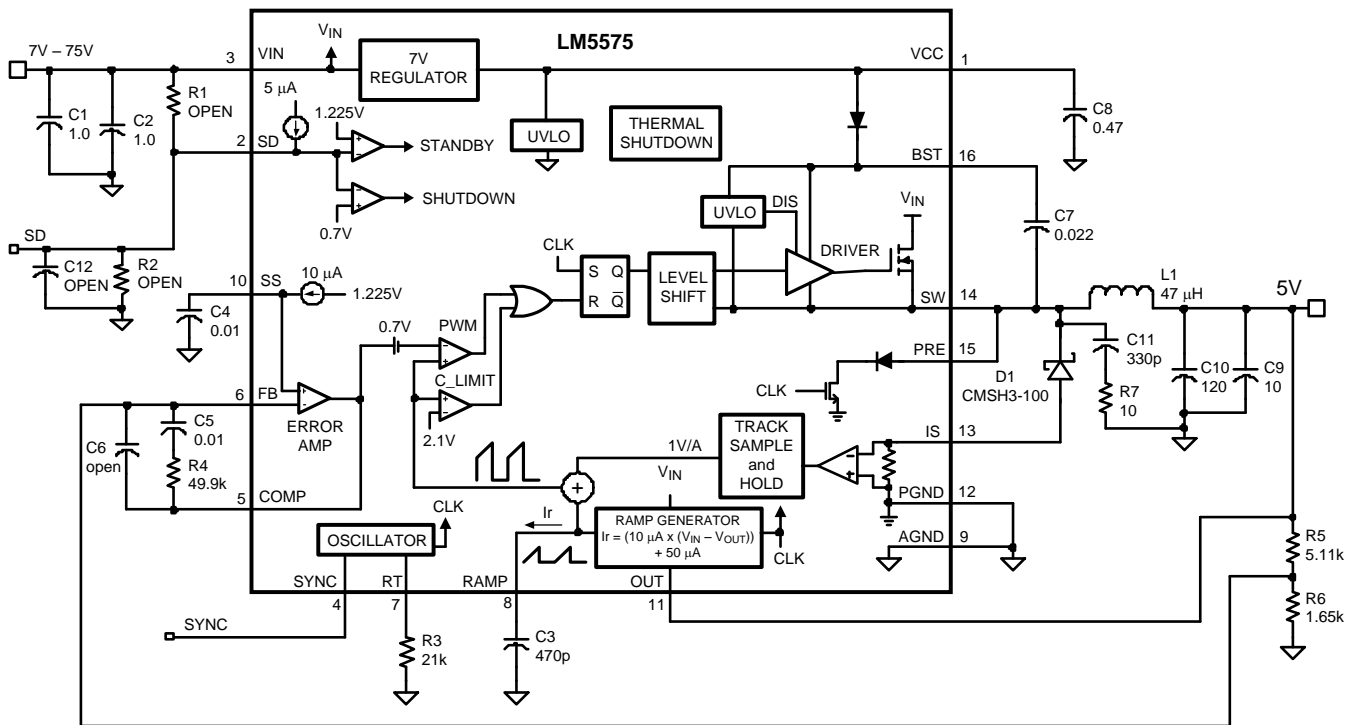 LM5575
7V – 75V
3
VIN
VIN
7V
REGULATOR
VCC
1
C1
1.0
C2
1.0
R1
OPEN
5 µA
1.225V
2
SD
STANDBY
UVLO
THERMAL
SHUTDOWN
C8
0.47
SHUTDOWN
0.7V
BST
16
UVLO
DIS
VIN
DRIVER
C7
0.022
SD
C12
OPEN
R2
OPEN
10
SS
10 µA
1.225V
CLK
S
Q
R
Q
LEVEL
SHIFT
SW
14
L1
47 µH
5V
C4
0.01
0.7V
PWM
C_LIMIT
2.1V
PRE
15
CLK
C11
330p
R7
10
D1
CMSH3-100
C10
120
C9
10
6
FB
ERROR
AMP
C5
0.01
C6
open
R4
49.9k
5
COMP
1V/A
TRACK
SAMPLE
and
HOLD
IS
13
VIN
+
PGND
12
AGND
9
CLK
OSCILLATOR
Ir
RAMP GENERATOR
Ir = (10 µA x (VIN – VOUT))
+ 50 µA
CLK
R5
5.11k
R6
1.65k
SYNC
4
RT
7
RAMP
8
OUT
11
SYNC
R3
21k
C3
470p